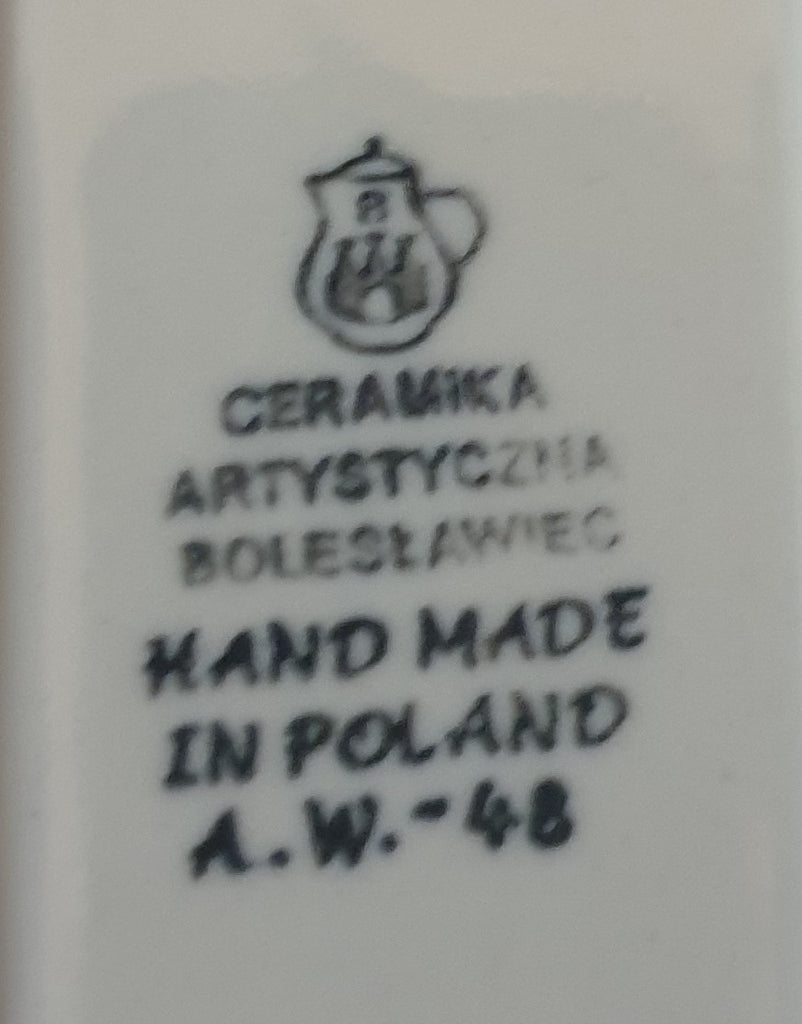 CERAMIKA
ARTYSTYCZNA
BOLESŁAWIEC
HAND MADE
IN POLAND
A.W.-48